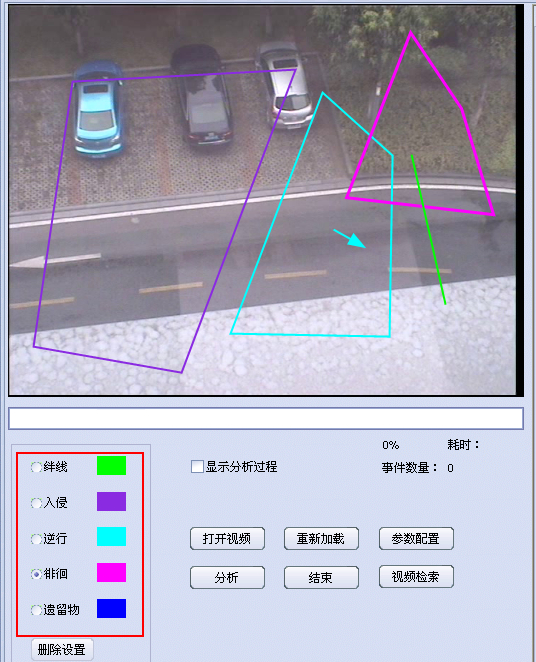 0% 耗时：
绊线 显示分析过程 事件数量： 0
入侵
逆行 打开视频 重新加载 参数配置
徘徊 分析 结束 视频检索
遗留物
删除设置